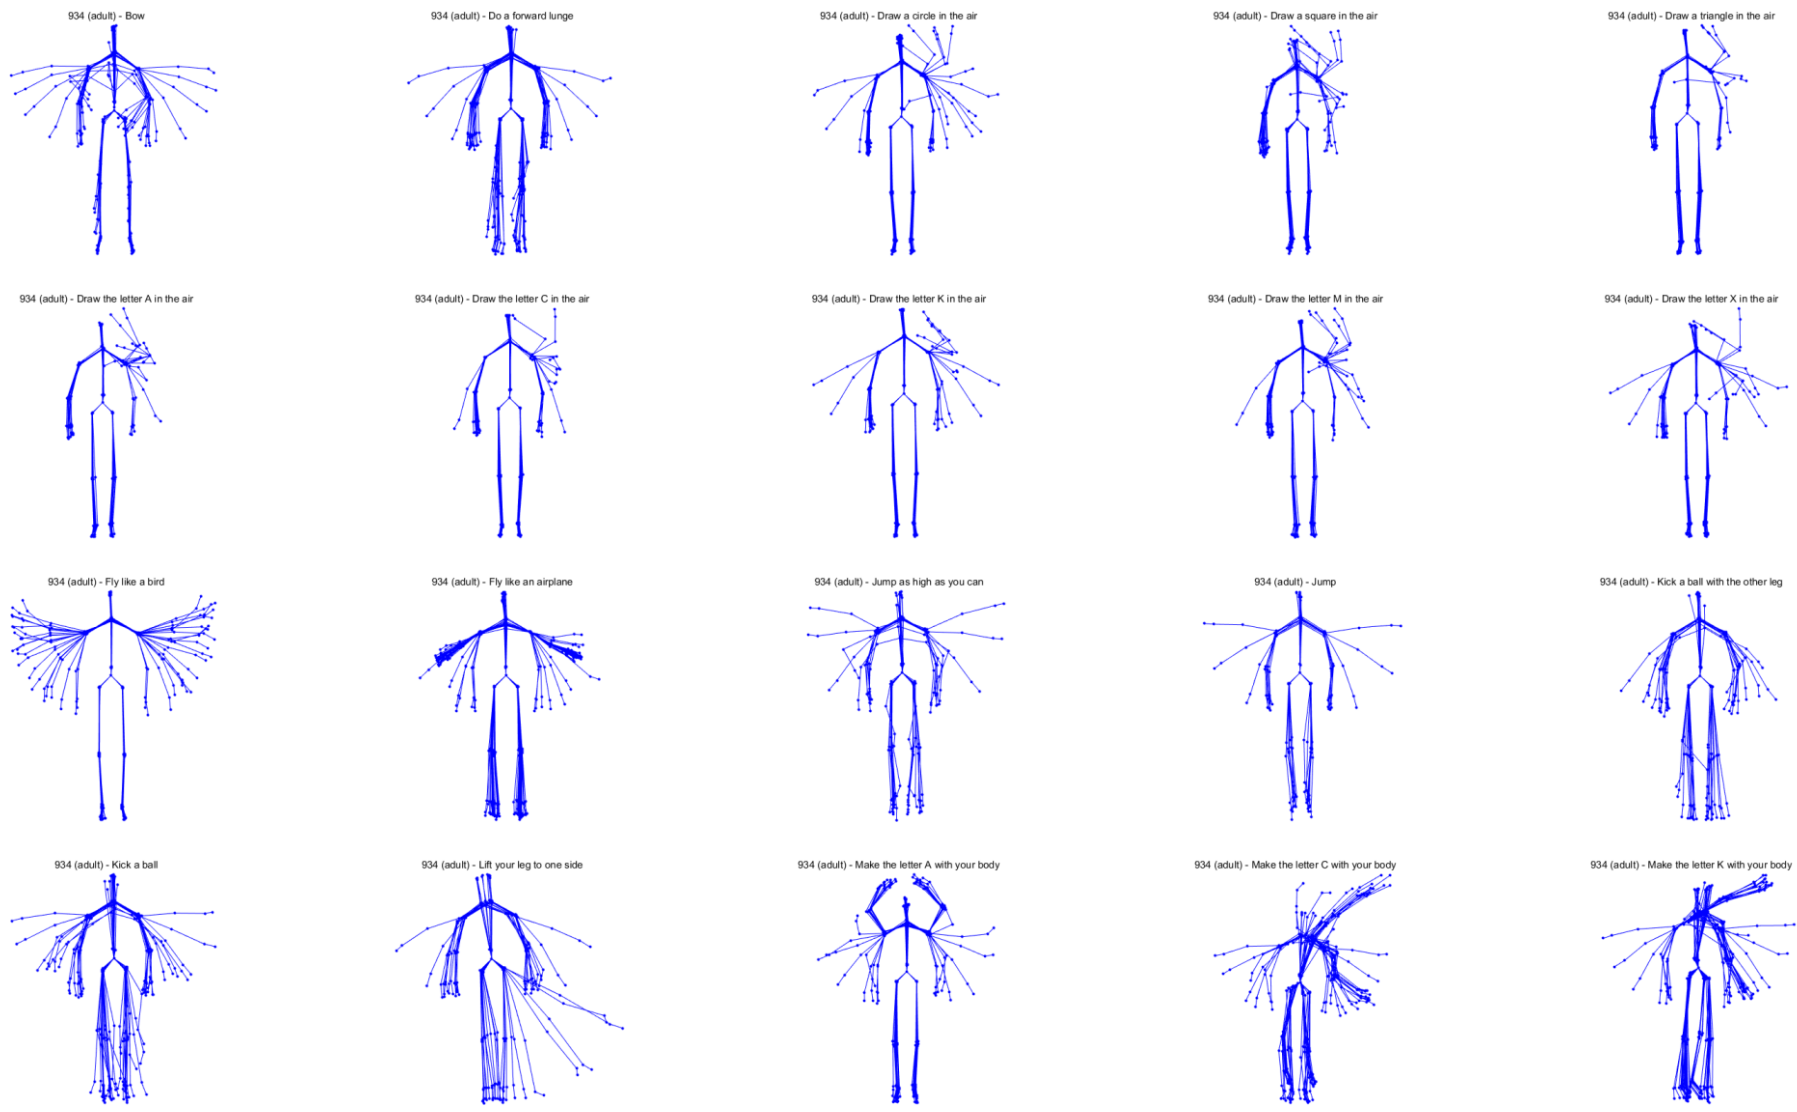 934 (adult) - Bow
934 (adult) - Do a forward lunge
934 (adult) - Draw a circle in the air
934 (adult) - Draw a square in the air
934 (adult) - Draw a triangle in the air
934 (adult) - Draw the letter A in the air
934 (adult) - Draw the letter C in the air
934 (adult) - Draw the letter K in the air
934 (adult) - Draw the letter M in the air
934 (adult) - Draw the letter X in the air
934 (adult) - Fly like a bird
934 (adult) - Fly like an airplane
934 (adult) - Jump as high as you can
934 (adult) - Jump
934 (adult) - Kick a ball with the other leg
934 (adult) - Kick a ball
934 (adult) - Lift your leg to one side
934 (adult) - Make the letter A with your body
934 (adult) - Make the letter C with your body
934 (adult) - Make the letter K with your body